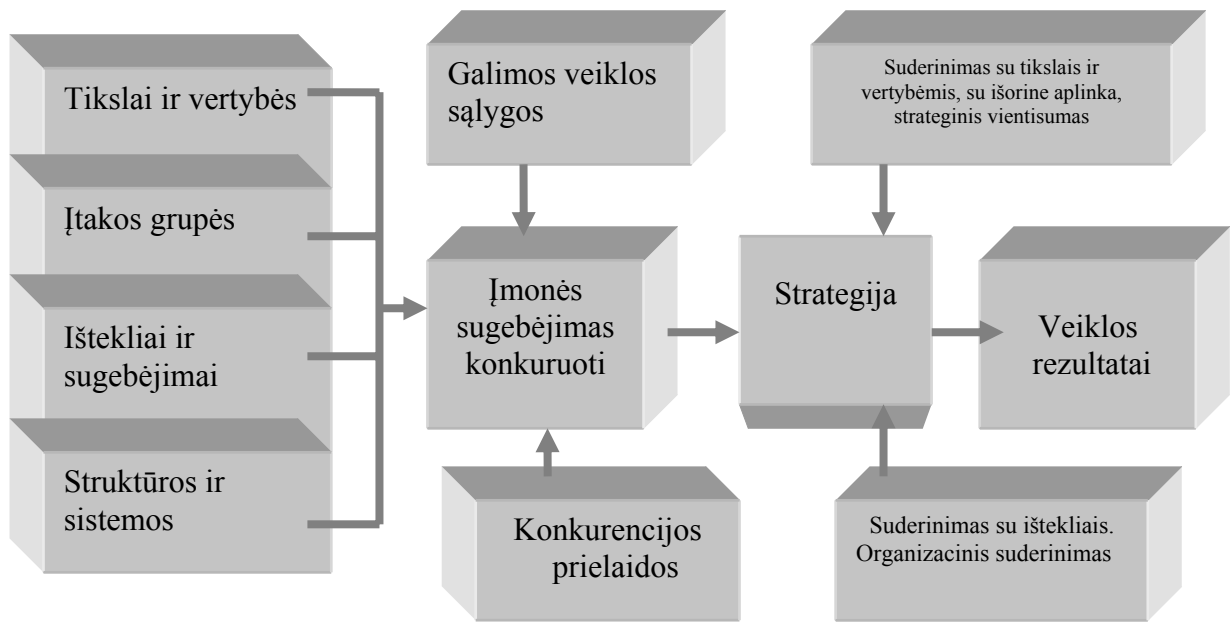 Tikslai ir vertybės
Įtakos grupės
Ištekliai ir
sugebėjimai
Struktūros ir
sistemos
Galimos veiklos
sąlygos
Įmonės
sugebėjimas
konkuruoti
Konkurencijos
prielaidos
Suderinimas su tikslais ir
vertybėmis, su išorine aplinka,
strateginis vientisumas
Strategija
Suderinimas su ištekliais.
Organizacinis suderinimas
Veiklos
rezultatai